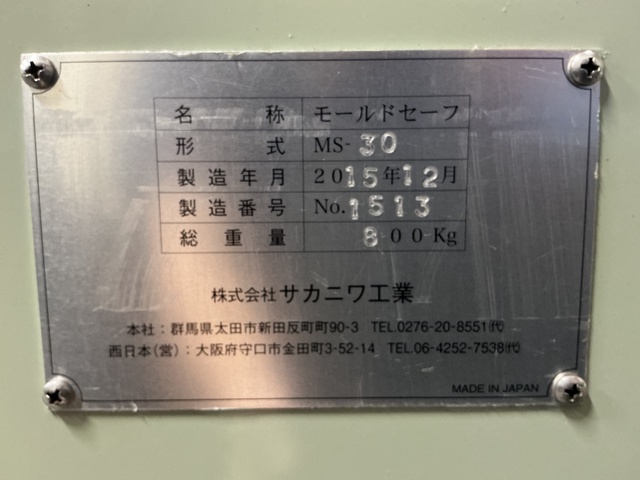 名称 モールドセーフ
形式 MS-30
製造年月 2015年12月
製造番号 No.1513
総重量 800Kg
株式会社 サカニワ工業
本社：群馬県太田市新田反町町90-3 TEL.0276-20-8551㈹
西日本(営)：大阪府守口市金田町3-52-14 TEL.06-4252-7538㈹
MADE IN JAPAN